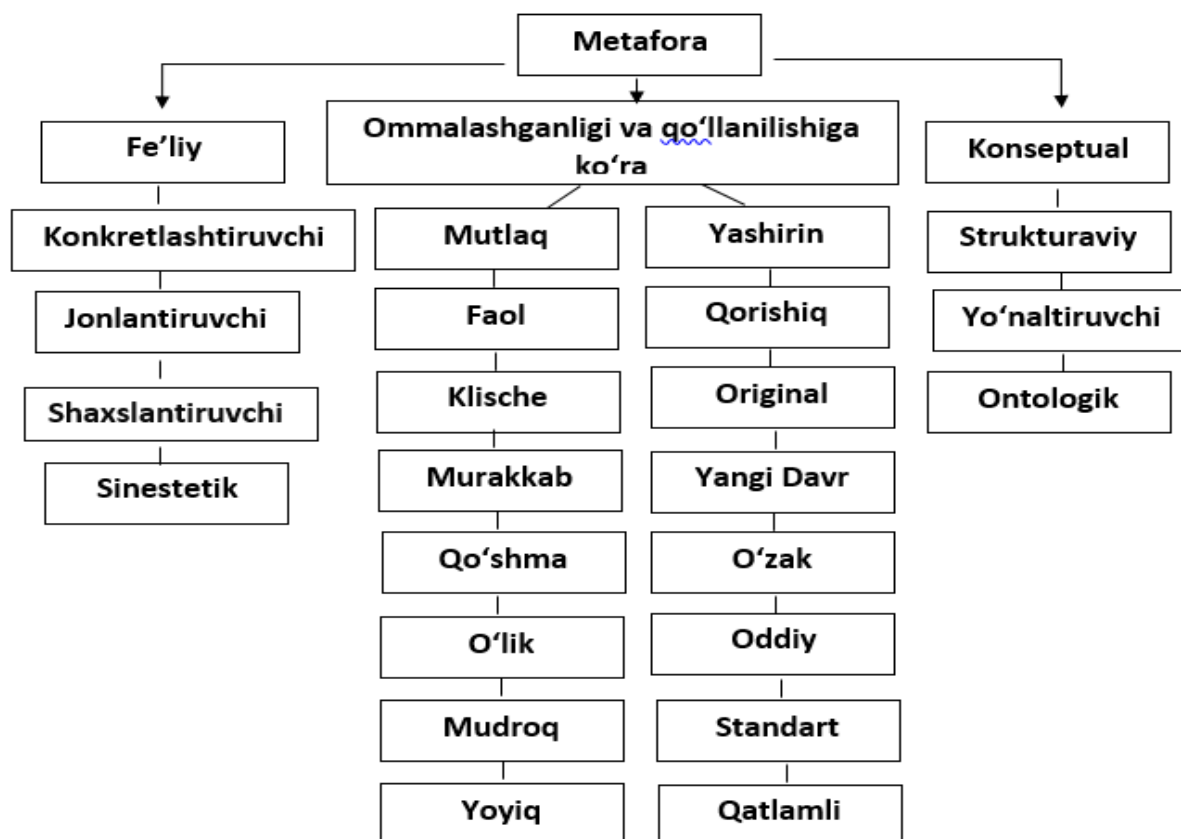 Metafora
Fe’liy
Ommalashganligi va qo‘llanilishiga
ko‘ra
Konseptual
Konkretlashtiruvchi
Jonlantiruvchi
Shaxslantiruvchi
Sinestetik
Mutlaq
Faol
Klische
Murakkab
Qo‘shma
O‘lik
Mudroq
Yoyiq
Yashirin
Qorishiq
Original
Yangi Davr
O‘zak
Oddiy
Standart
Qatlamli
Strukturaviy
Yo‘naltiruvchi
Ontologik